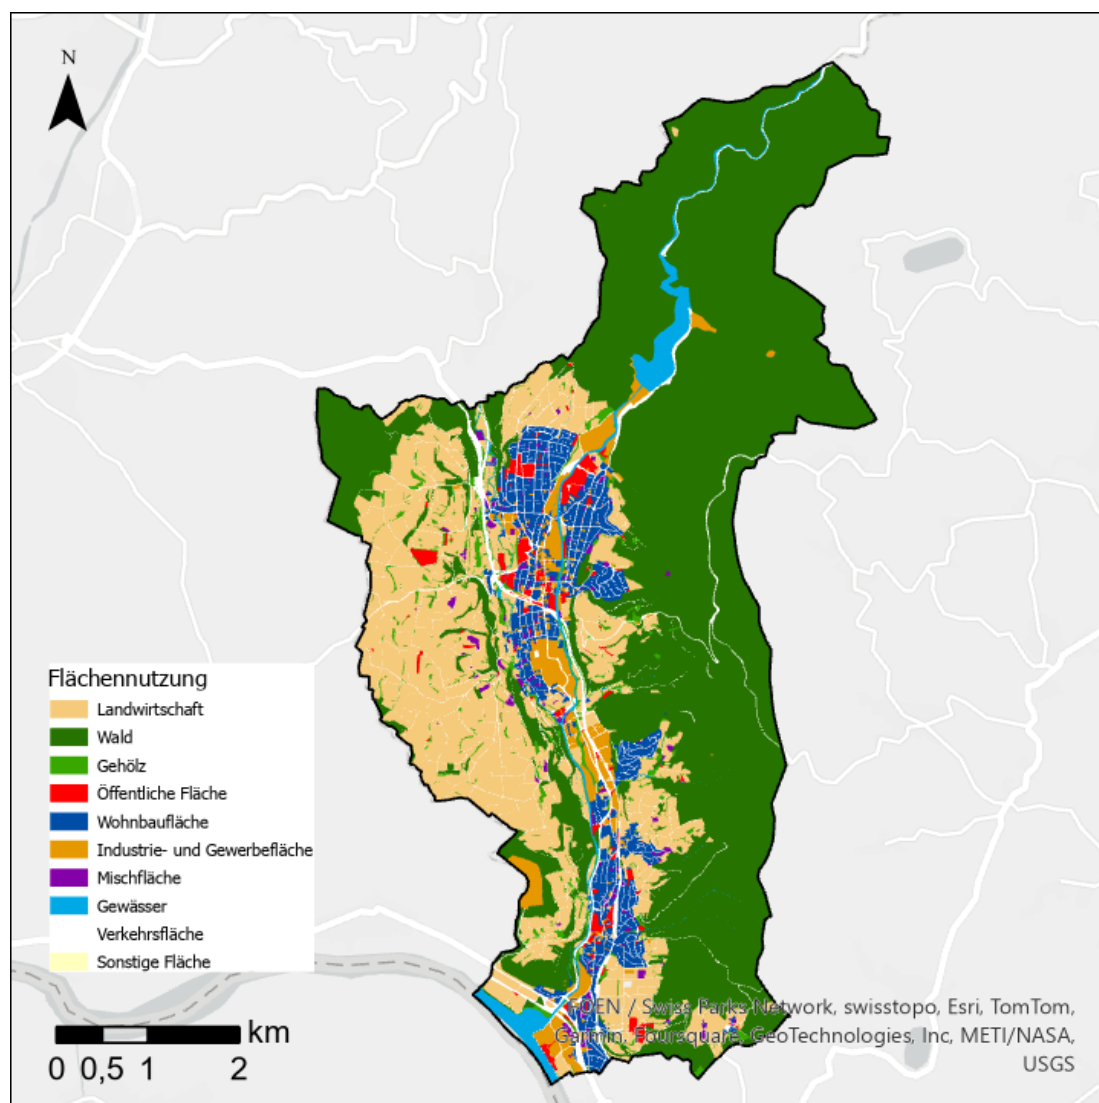 N
Flächennutzung
Landwirtschaft
Wald
Gehölz
Öffentliche Fläche
Wohnbaufläche
Industrie- und Gewerbefläche
Mischfläche
Gewässer
Verkehrsfläche
Sonstige Fläche
km
0 0,5 1 2
/ Swiss Parks Network, swisstopo, Esri, TomTom,
Garmin, Foursquare, GeoTechnologies, Inc, METI/NASA,
USGS